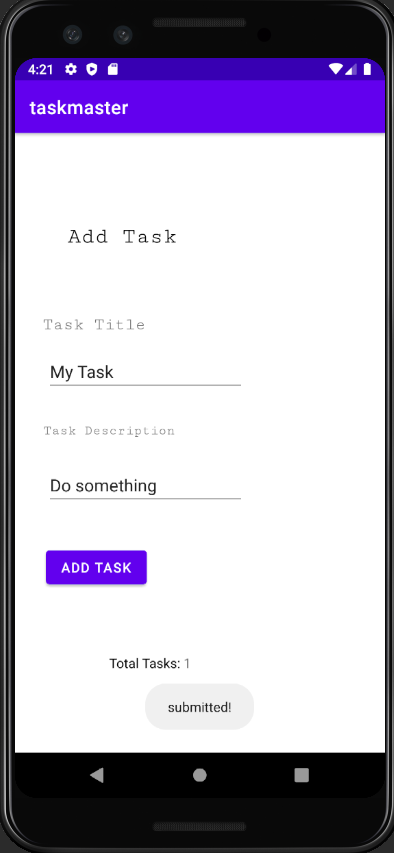 4:21
taskmaster
Add Task
Task Title
My Task
Task Description
Do something
ADD TASK
Total Tasks: 1
submitted!